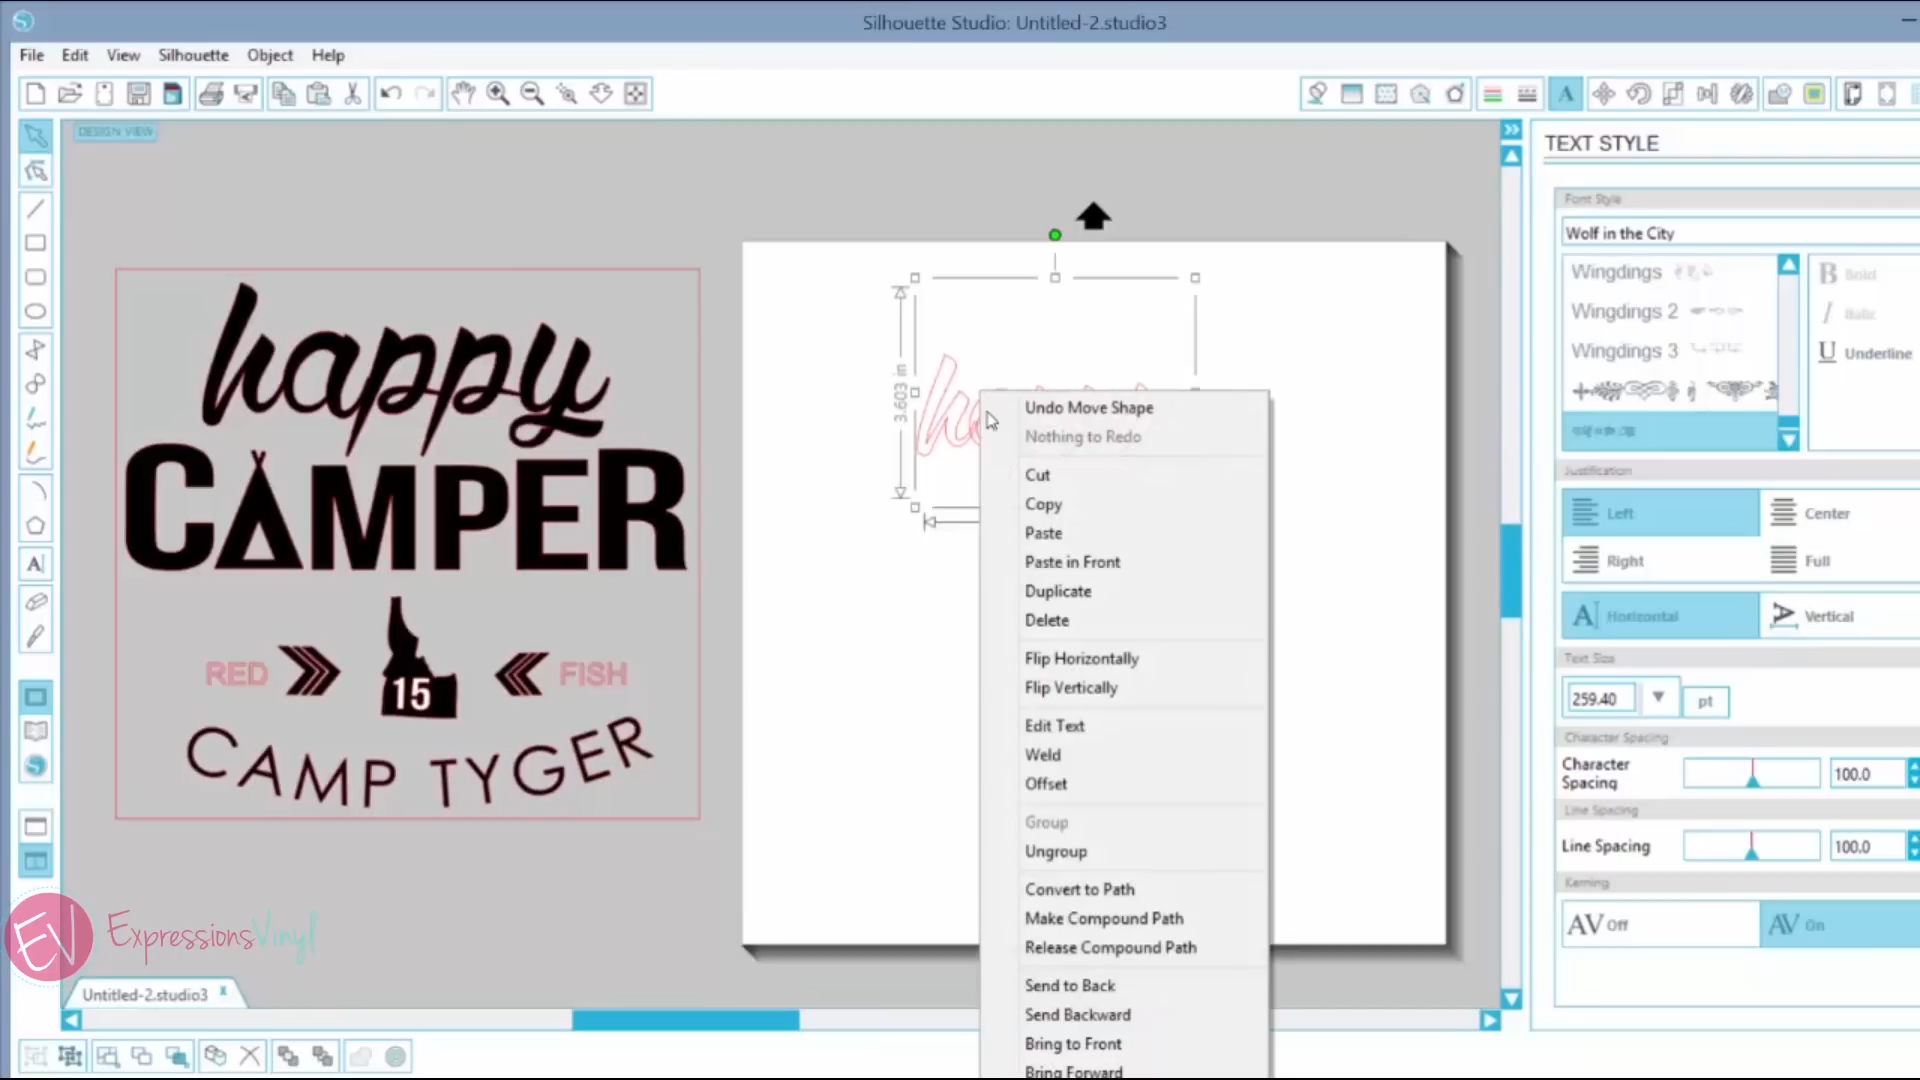 Silhouette Studio: Untitled-2.studio3
File Edit View Silhouette Object Help
DESIGN VIEW
happy
CAMPER
15
RED FISH
CAMP TYGER
3.603 in
Undo Move Shape
Nothing to Redo
Cut
Copy
Paste
Paste in Front
Duplicate
Delete
Flip Horizontally
Flip Vertically
Edit Text
Weld
Offset
Group
Ungroup
Convert to Path
Make Compound Path
Release Compound Path
Send to Back
Send Backward
Bring to Front
Bring Forward
TEXT STYLE
Font Style
Wolf in the City
Wingdings
Wingdings 2
Wingdings 3
B Bold
I Italic
U Underline
Justification
Left Center
Right Full
A Horizontal A Vertical
Text Size
259.40 pt
Character Spacing
Character
Spacing 100.0
Line Spacing
Line Spacing 100.0
Kerning
AV Off AV On
EV ExpressionsVinyl
Untitled-2.studio3 x